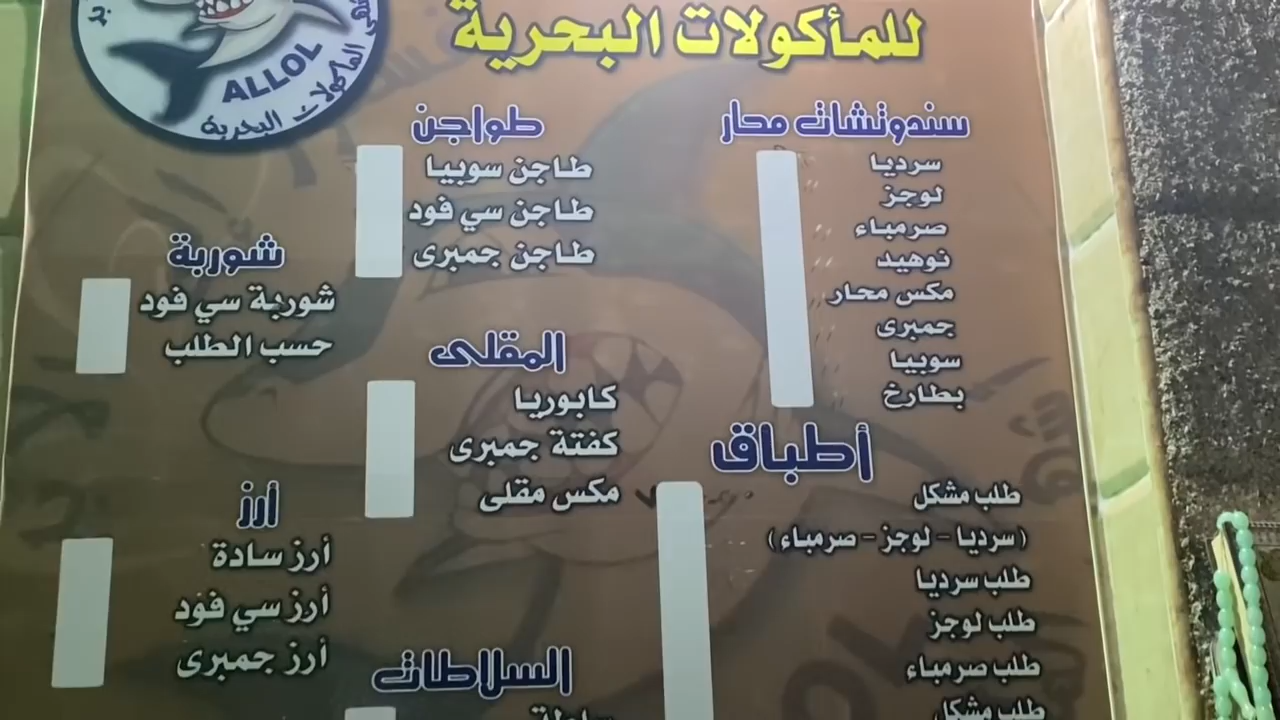 للمأكولات البحرية
ALLOL
المأكولات البحرية
سندوتشات محار
سرديا
لوجز
صرمباء
نوهيد
مكس محار
جمبرى
سوبيا
بطارخ
أطباق
طلب مشكل
(سرديا - لوجز - صرمباء)
طلب سرديا
طلب لوجز
طلب صرمباء
طلب مشكل
طواجن
طاجن سوبيا
طاجن سي فود
طاجن جمبرى
المقلى
كابوريا
كفتة جمبرى
مكس مقلى
السلاطات
شوربة
شوربة سي فود
حسب الطلب
أرز
أرز سادة
أرز سي فود
أرز جمبرى